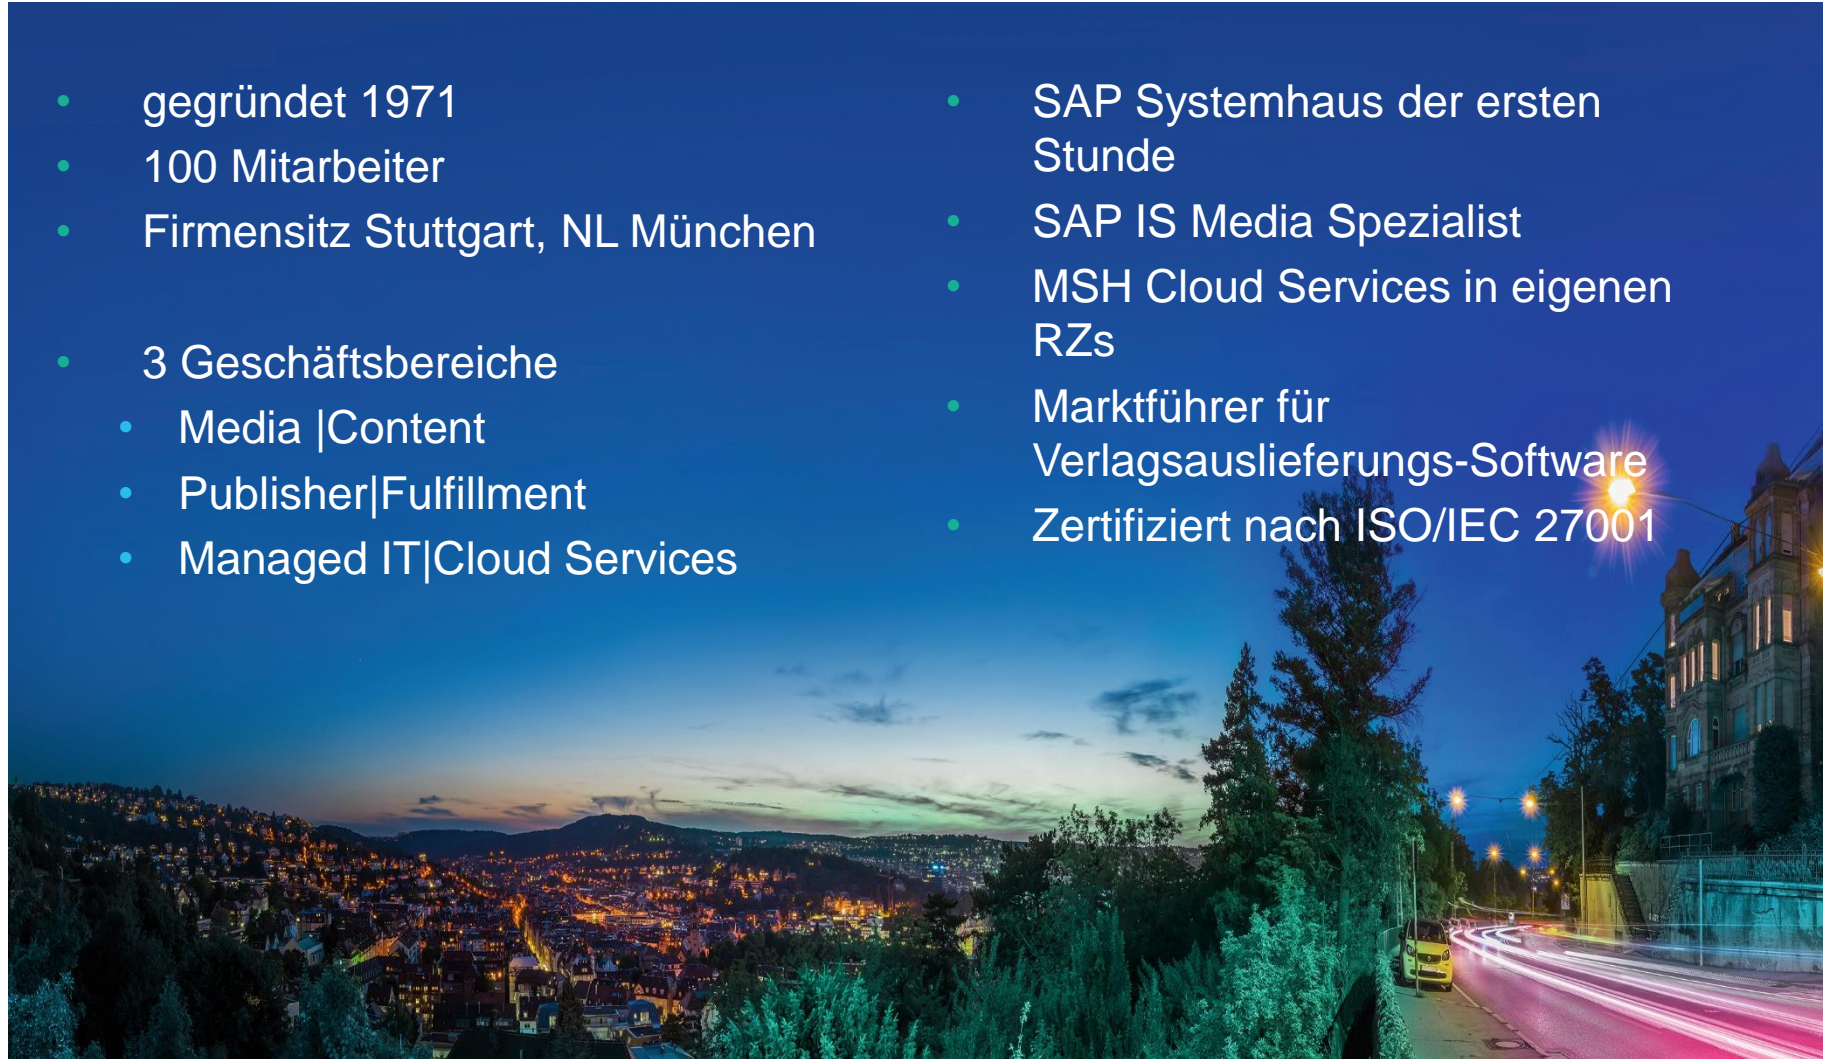 • gegründet 1971
• 100 Mitarbeiter
• Firmensitz Stuttgart, NL München
• 3 Geschäftsbereiche
• Media |Content
• Publisher|Fulfillment
• Managed IT|Cloud Services
• SAP Systemhaus der ersten
Stunde
• SAP IS Media Spezialist
• MSH Cloud Services in eigenen
RZs
• Marktführer für
Verlagsauslieferungs-Software
• Zertifiziert nach ISO/IEC 27001